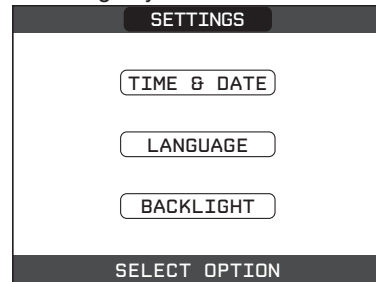 SETTINGS
TIME & DATE
LANGUAGE
BACKLIGHT
SELECT OPTION